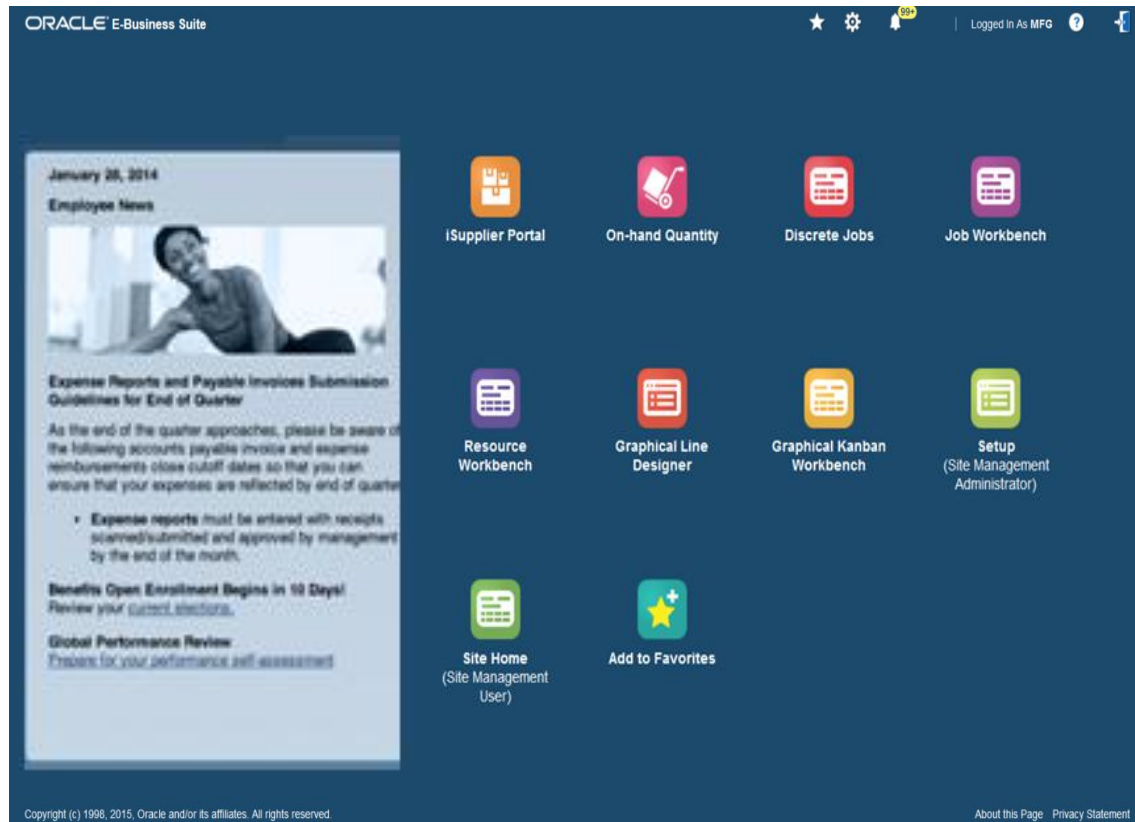 ORACLE E-Business Suite
99+
Logged In As MFG
?
January 28, 2014
Employee News
Expense Reports and Payable Invoices Submission
Guidelines for End of Quarter
As the end of the quarter approaches, please be aware of
the following accounts payable invoice and expense
reimbursements close cutoff dates so that you can
ensure that your expenses are reflected by end of quarter
• Expense reports must be entered with receipts
scanned/submitted and approved by management
by the end of the month.
Benefits Open Enrollment Begins in 10 Days!
Review your current elections.
Global Performance Review
Prepare for your performance self-assessment
iSupplier Portal
On-hand Quantity
Discrete Jobs
Job Workbench
Resource
Workbench
Graphical Line
Designer
Graphical Kanban
Workbench
Setup
(Site Management
Administrator)
Site Home
(Site Management
User)
Add to Favorites
Copyright (c) 1998, 2015, Oracle and/or its affiliates. All rights reserved.
About this Page Privacy Statement